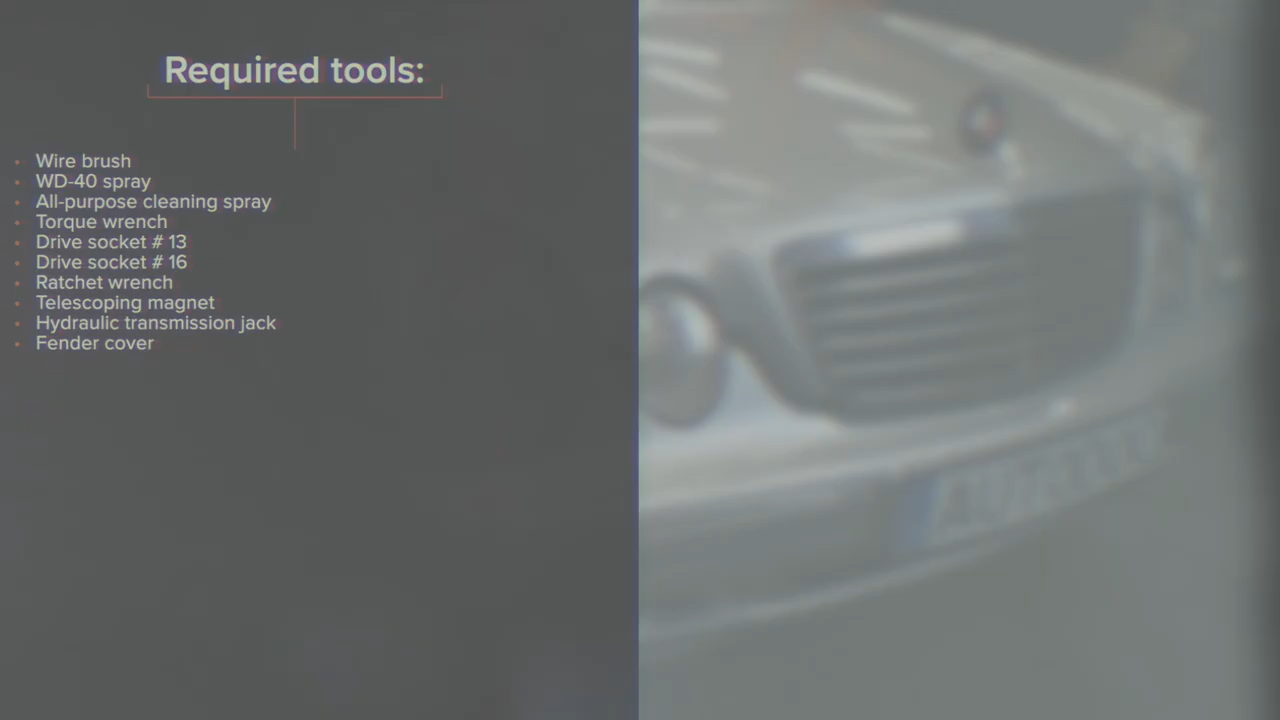 Required tools:
Wire brush
WD-40 spray
All-purpose cleaning spray
Torque wrench
Drive socket # 13
Drive socket # 16
Ratchet wrench
Telescoping magnet
Hydraulic transmission jack
Fender cover